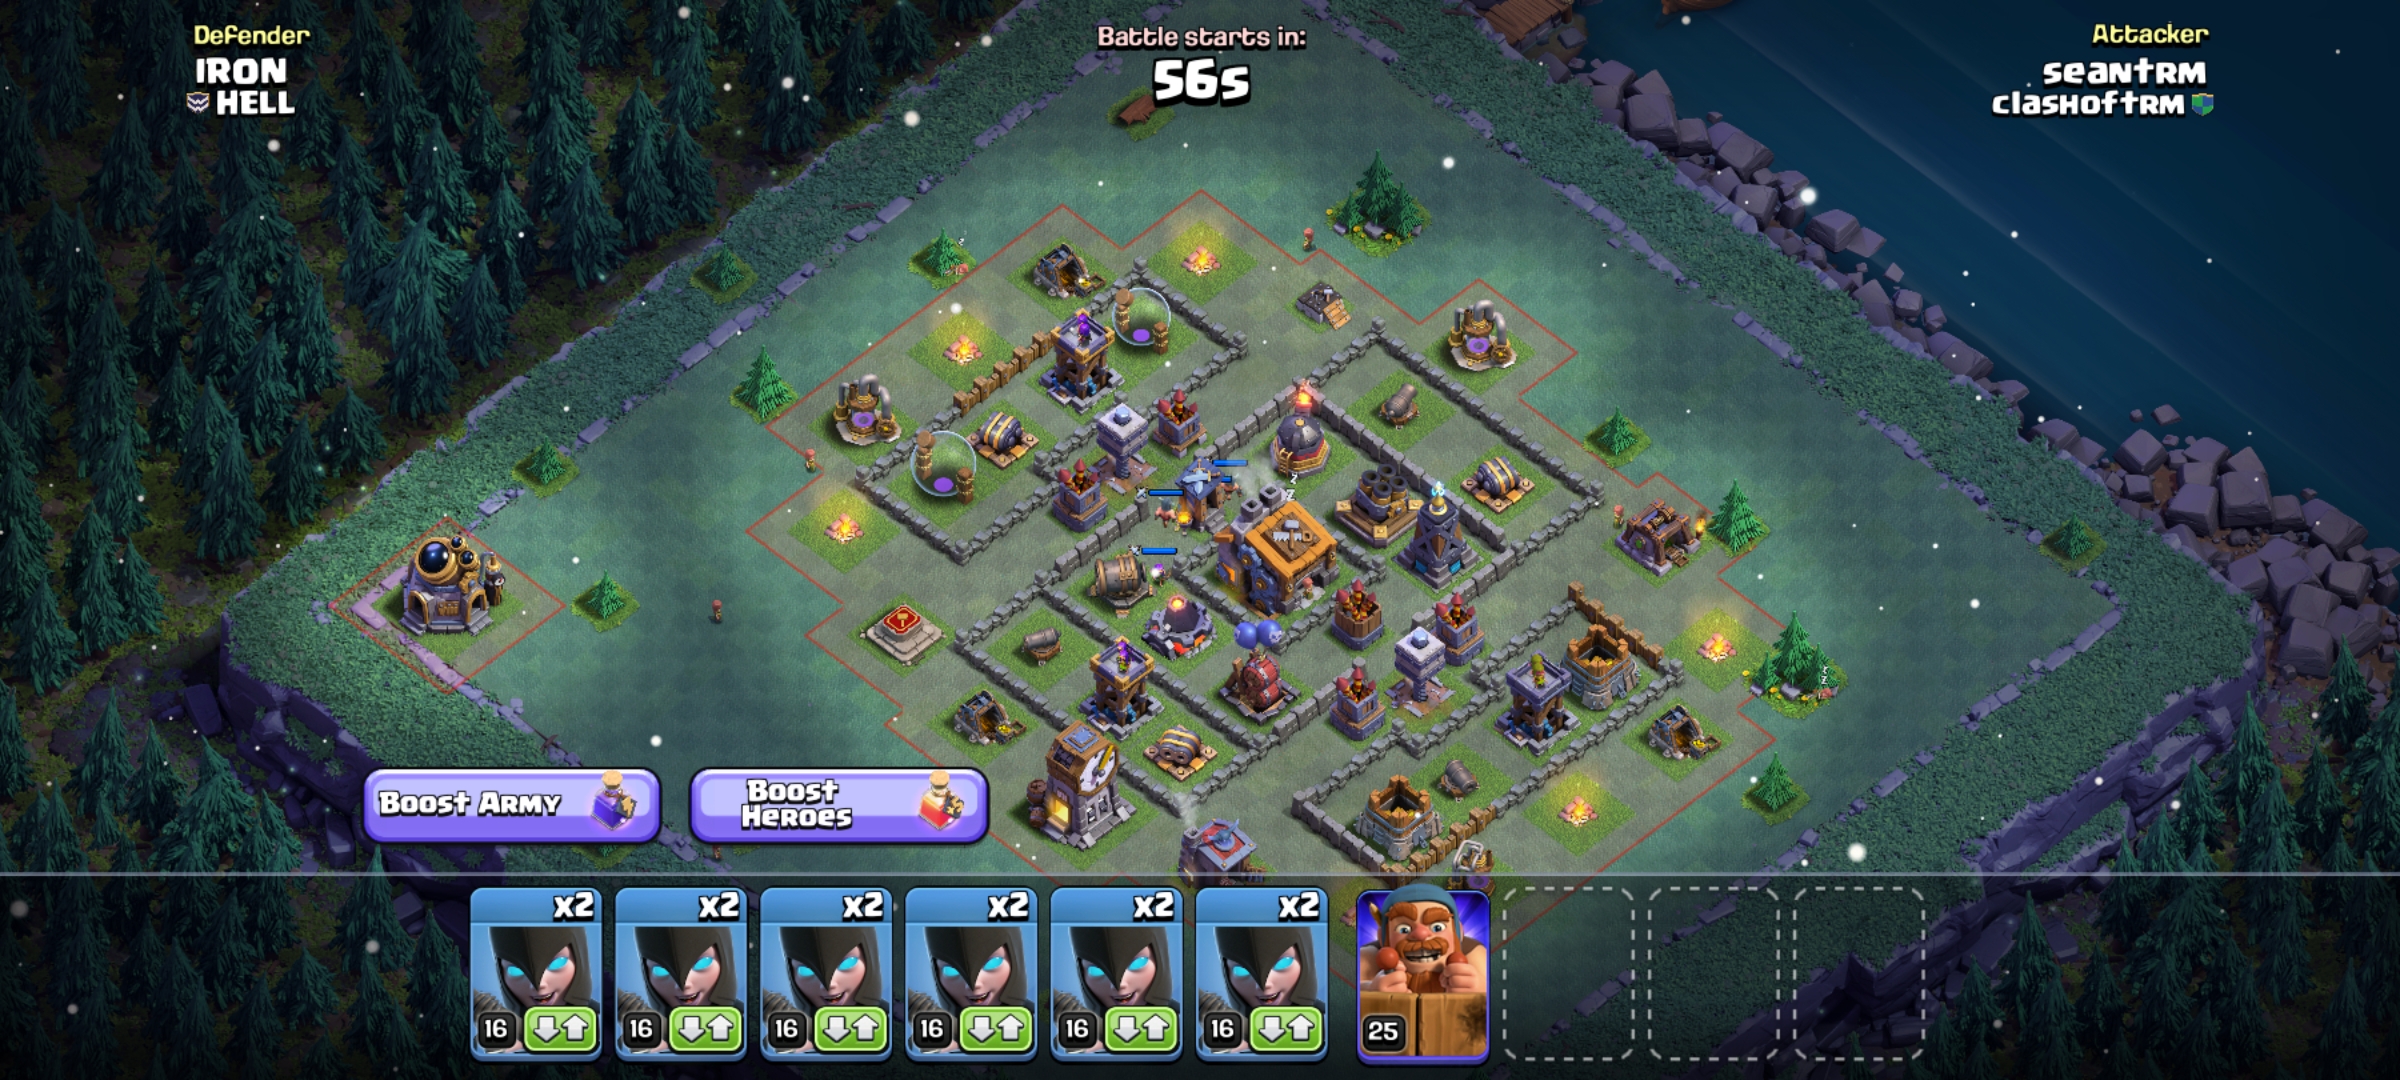 Defender
IRON
HELL
Battle starts in:
56s
Attacker
seantrm
clashoftrm
z
z
z
z
z
Boost Army
Boost
Heroes
x2
x2
x2
x2
x2
x2
16
16
16
16
16
16
25